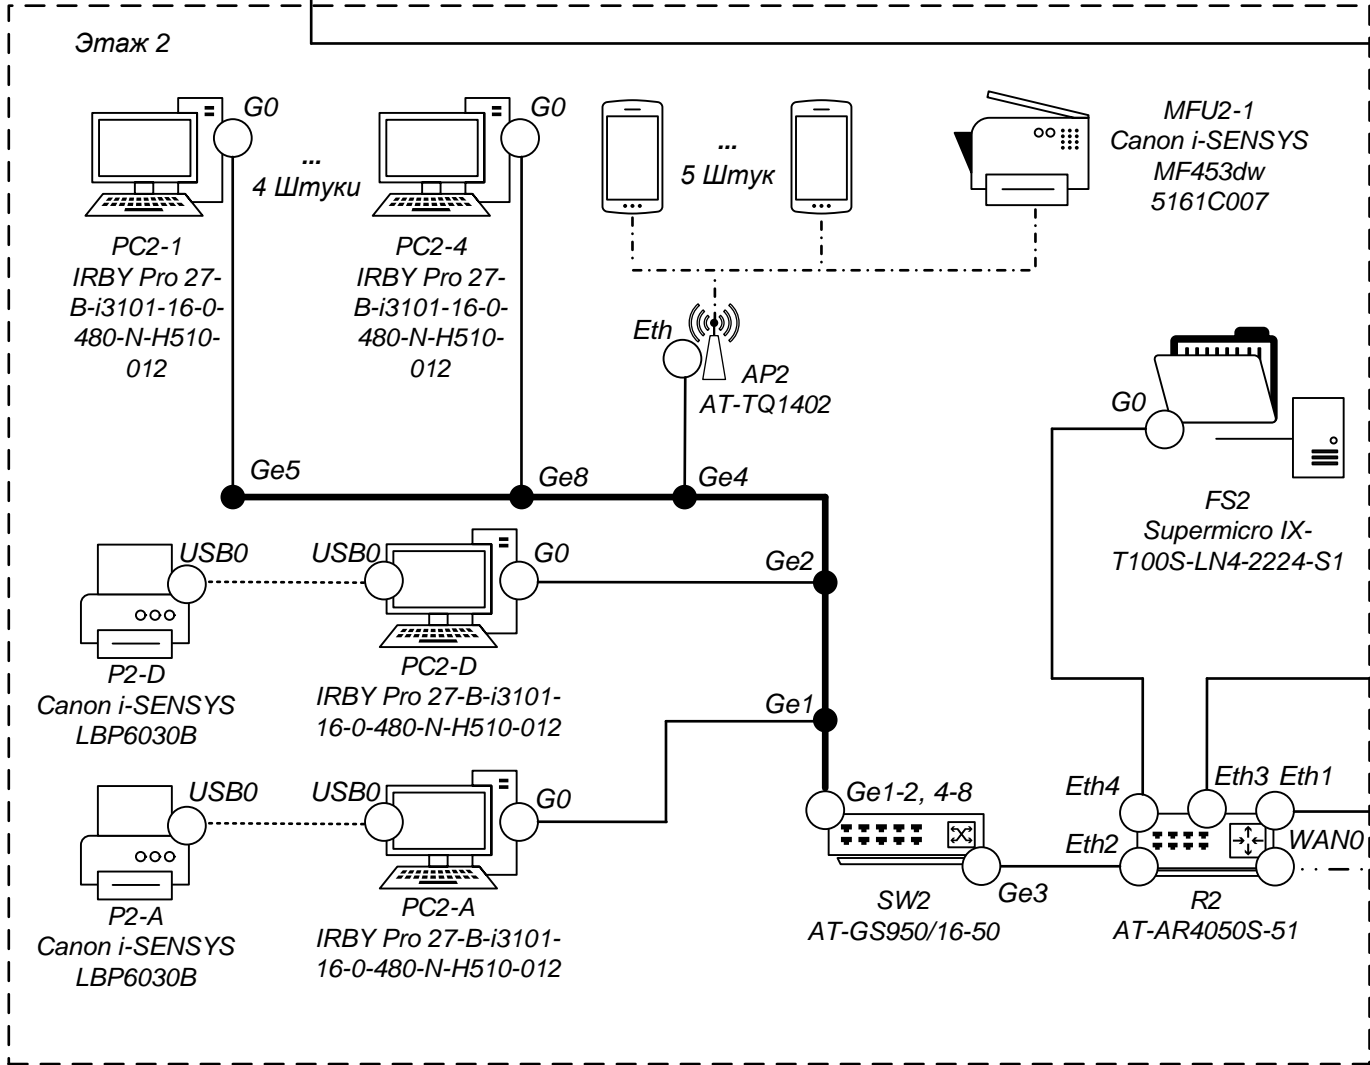 Этаж 2
G0
...
4 Штуки
G0
...
5 Штук
MFU2-1
Canon i-SENSYS
MF453dw
5161C007
PC2-1
IRBY Pro 27-
B-i3101-16-0-
480-N-H510-
012
PC2-4
IRBY Pro 27-
B-i3101-16-0-
480-N-H510-
012
Eth
AP2
AT-TQ1402
G0
FS2
Supermicro IX-
T100S-LN4-2224-S1
Ge5
Ge8
Ge4
USB0
USB0
G0
Ge2
P2-D
Canon i-SENSYS
LBP6030B
PC2-D
IRBY Pro 27-B-i3101-
16-0-480-N-H510-012
Ge1
USB0
USB0
G0
Ge1-2, 4-8
Eth4
Eth3
Eth1
Eth2
WAN0
Ge3
P2-A
Canon i-SENSYS
LBP6030B
PC2-A
IRBY Pro 27-B-i3101-
16-0-480-N-H510-012
SW2
AT-GS950/16-50
R2
AT-AR4050S-51